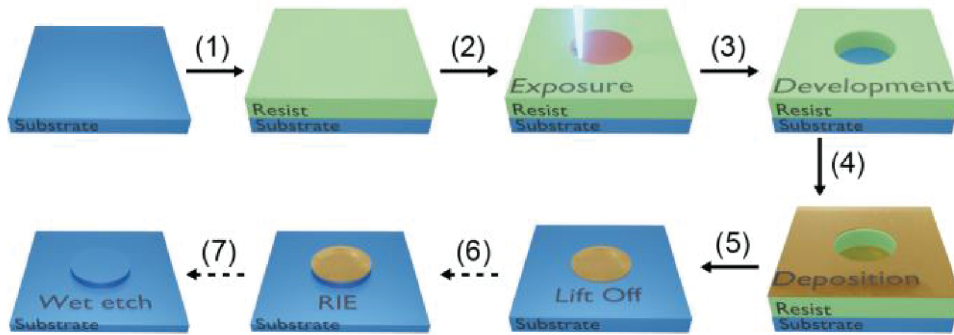 (1)
(2)
(3)
Substrate
Resist
Substrate
Exposure
Resist
Substrate
Development
Resist
Substrate
(4)
(7)
(6)
(5)
Wet etch
Substrate
RIE
Substrate
Lift Off
Substrate
Deposition
Resist
Substrate